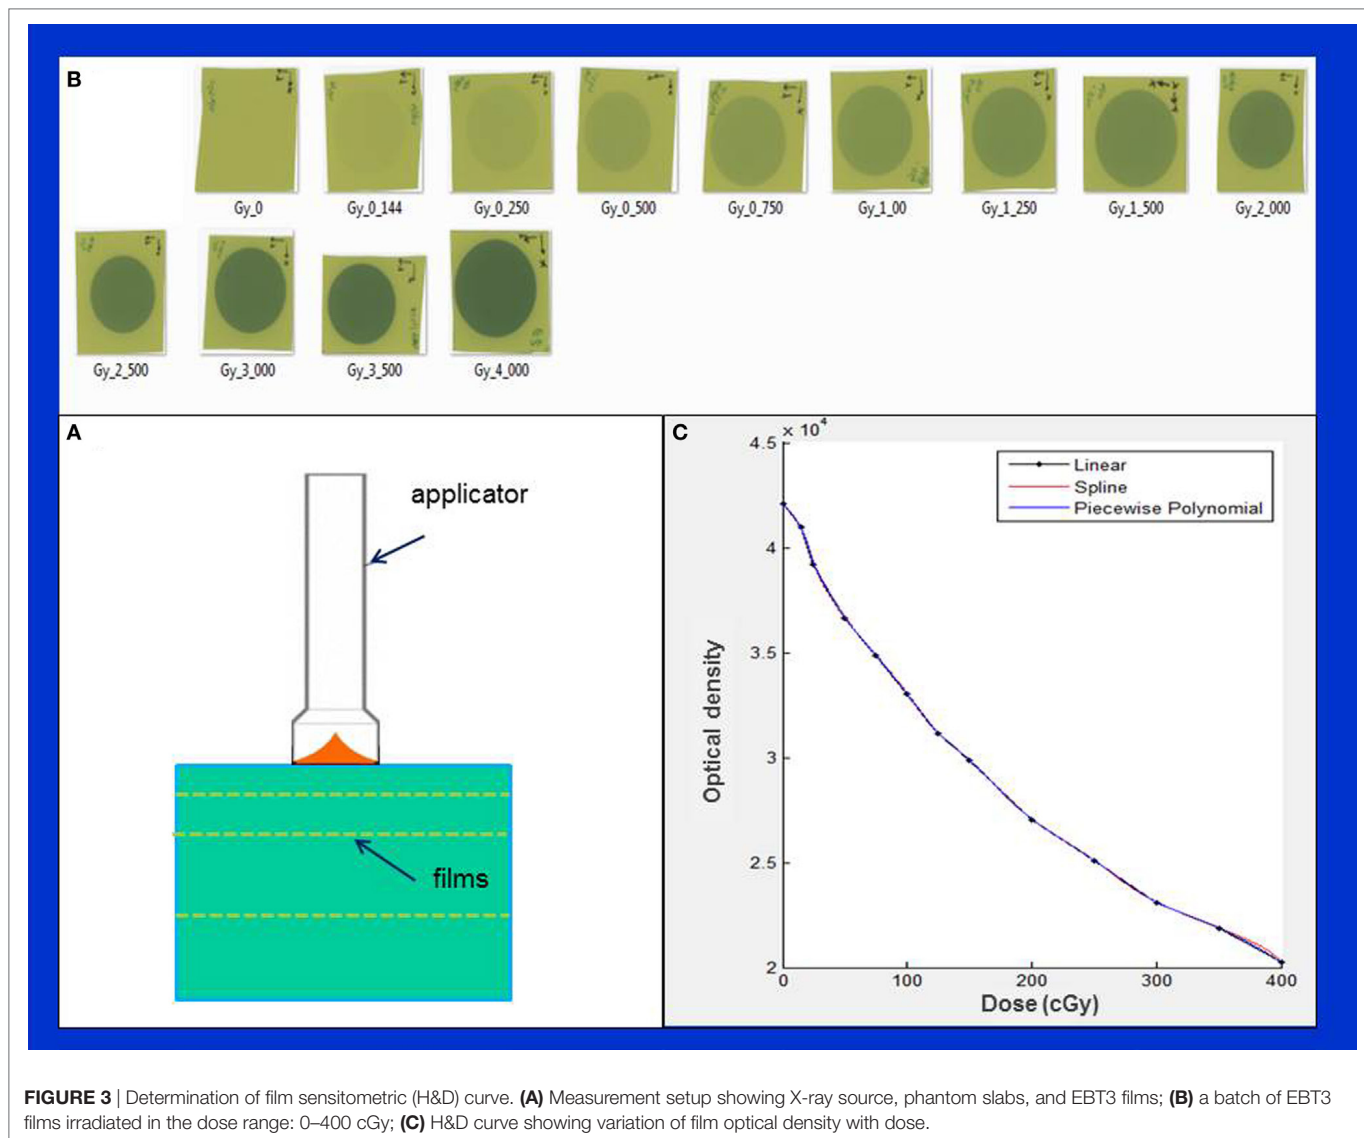 B
Gy_0 Gy_0_144 Gy_0_250 Gy_0_500 Gy_0_750 Gy_1_00 Gy_1_250 Gy_1_500 Gy_2_000
Gy_2_500 Gy_3_000 Gy_3_500 Gy_4_000
A
applicator
films
C
× 10⁴
4.5
4
3.5
3
2.5
2
Linear
Spline
Piecewise Polynomial
Optical density
0 100 200 300 400
Dose (cGy)
FIGURE 3 | Determination of film sensitometric (H&D) curve. (A) Measurement setup showing X-ray source, phantom slabs, and EBT3 films; (B) a batch of EBT3
films irradiated in the dose range: 0–400 cGy; (C) H&D curve showing variation of film optical density with dose.